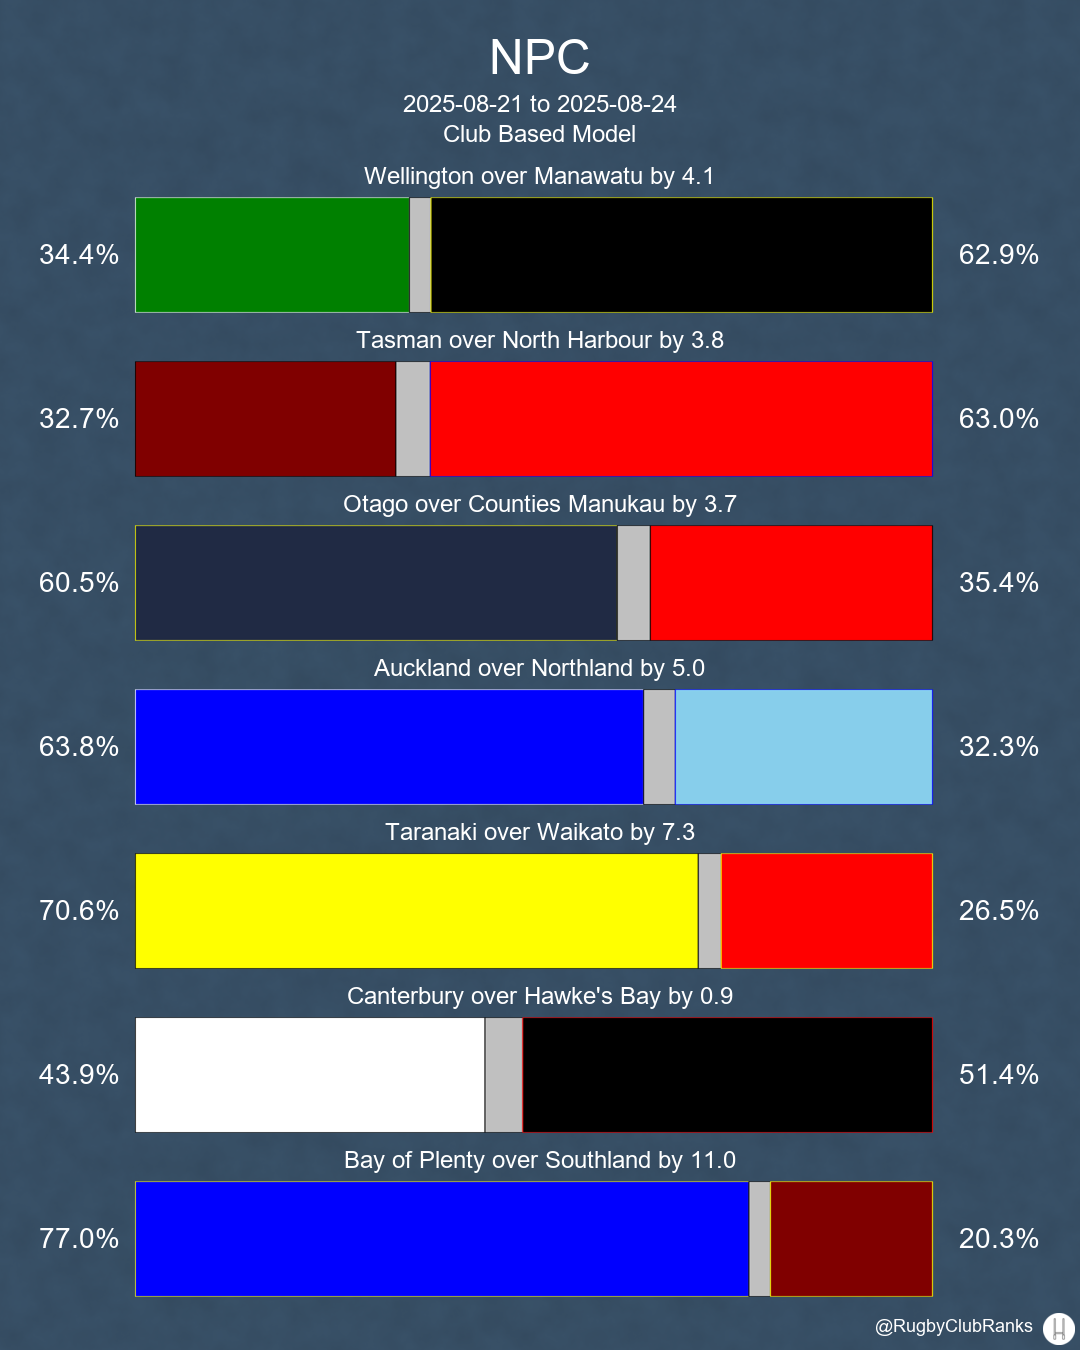 NPC
2025-08-21 to 2025-08-24
Club Based Model
Wellington over Manawatu by 4.1
34.4%
62.9%
Tasman over North Harbour by 3.8
32.7%
63.0%
Otago over Counties Manukau by 3.7
60.5%
35.4%
Auckland over Northland by 5.0
63.8%
32.3%
Taranaki over Waikato by 7.3
70.6%
26.5%
Canterbury over Hawke's Bay by 0.9
43.9%
51.4%
Bay of Plenty over Southland by 11.0
77.0%
20.3%
@RugbyClubRanks